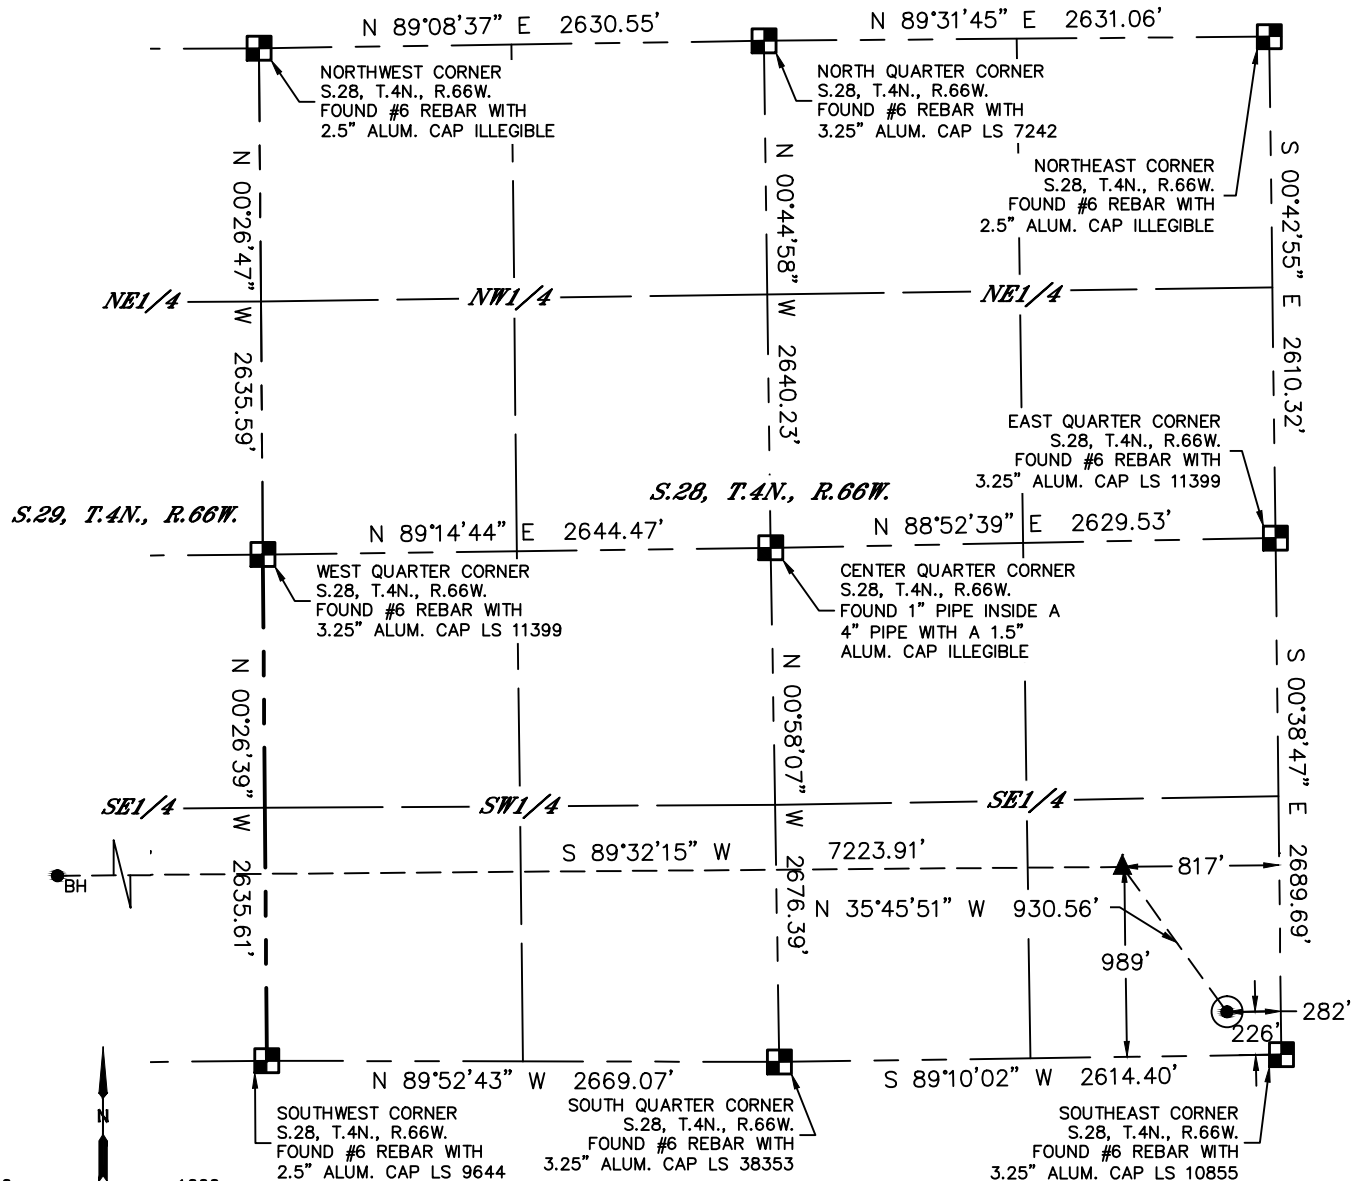 N 89°08'37" E 2630.55'
N 89°31'45" E 2631.06'
NORTHWEST CORNER
S.28, T.4N., R.66W.
FOUND #6 REBAR WITH
2.5" ALUM. CAP ILLEGIBLE
NORTH QUARTER CORNER
S.28, T.4N., R.66W.
FOUND #6 REBAR WITH
3.25" ALUM. CAP LS 7242
NORTHEAST CORNER
S.28, T.4N., R.66W.
FOUND #6 REBAR WITH
2.5" ALUM. CAP ILLEGIBLE
N 00°26'47" W 2635.59'
N 00°44'58" W 2640.23'
S 00°42'55" E 2610.32'
NE1/4
NW1/4
NE1/4
EAST QUARTER CORNER
S.28, T.4N., R.66W.
FOUND #6 REBAR WITH
3.25" ALUM. CAP LS 11399
S.29, T.4N., R.66W.
S.28, T.4N., R.66W.
N 89°14'44" E 2644.47'
N 88°52'39" E 2629.53'
WEST QUARTER CORNER
S.28, T.4N., R.66W.
FOUND #6 REBAR WITH
3.25" ALUM. CAP LS 11399
CENTER QUARTER CORNER
S.28, T.4N., R.66W.
FOUND 1" PIPE INSIDE A
4" PIPE WITH A 1.5"
ALUM. CAP ILLEGIBLE
N 00°26'39" W 2635.61'
N 00°58'07" W 2676.39'
S 00°38'47" E 2689.69'
SE1/4
SW1/4
SE1/4
S 89°32'15" W 7223.91'
817'
BH
N 35°45'51" W 930.56'
989'
282'
226'
N 89°52'43" W 2669.07'
S 89°10'02" W 2614.40'
N
SOUTHWEST CORNER
S.28, T.4N., R.66W.
FOUND #6 REBAR WITH
2.5" ALUM. CAP LS 9644
SOUTH QUARTER CORNER
S.28, T.4N., R.66W.
FOUND #6 REBAR WITH
3.25" ALUM. CAP LS 38353
SOUTHEAST CORNER
S.28, T.4N., R.66W.
FOUND #6 REBAR WITH
3.25" ALUM. CAP LS 10855